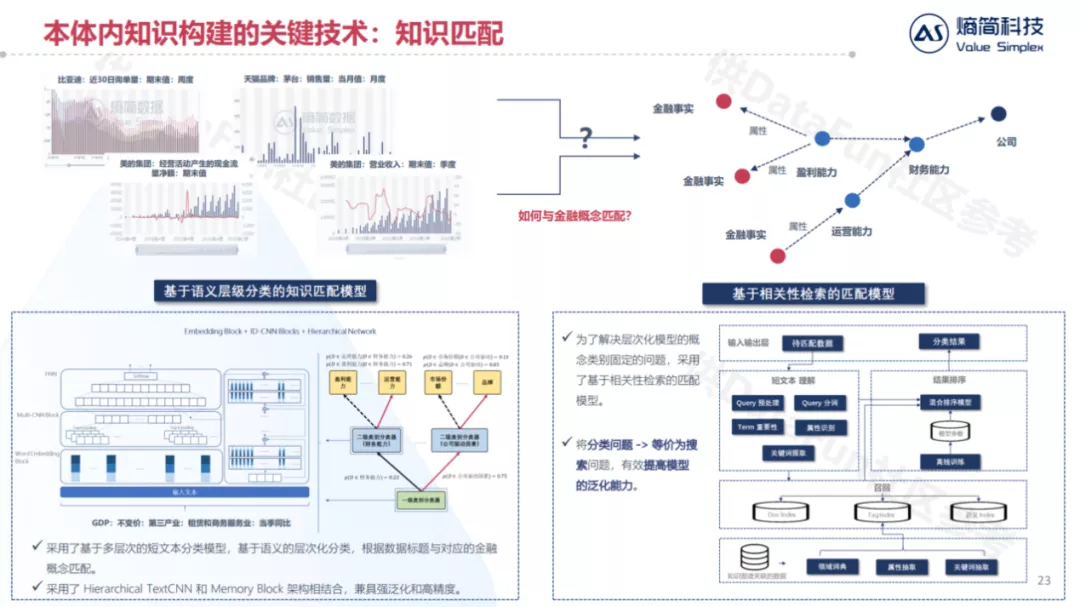 本体内知识构建的关键技术：知识匹配
熵简科技
Value Simplex
比亚迪：近30日询单量：期末值：周度
天猫品牌：茅台：销售量：当月值：月度
熵简数据
Value Simplex
美的集团：经营活动产生的现金流
量净额：期末值
美的集团：营业收入：期末值：季度
?
如何与金融概念匹配?
金融事实
属性
金融事实
属性
盈利能力
财务能力
公司
金融事实
属性
运营能力
供DataFun社区参考
基于语义层级分类的知识匹配模型
Embedding Block + ID-CNN Blocks + Hierarchical Network
Multi-CNN Block
Word Embedding
Block
输入文本
盈利能
力
运营能
力
市场份
额
品牌
二级类别分类器
(财务能力)
二级类别分类器
一级类别分类器
GDP：不变价：第三产业：租赁和商务服务业：当季同比
✓ 采用了基于多层次的短文本分类模型，基于语义的层次化分类，根据数据标题与对应的金融
概念匹配。
✓ 采用了 Hierarchical TextCNN 和 Memory Block 架构相结合，兼具强泛化和高精度。
基于相关性检索的匹配模型
✓ 为了解决层次化模型的概
念类别固定的问题，采用
了基于相关性检索的匹配
模型。
✓ 将分类问题 -> 等价为搜
索问题，有效提高模型
的泛化能力。
输入输出层
待匹配数据
分类结果
短文本 理解
Query 预处理
Query 分词
Term 重要性
属性识别
关键词提取
结果排序
混合排序模型
模型参数
离线训练
召回
Doc Index
Tag Index
语义 Index
知识图谱关联的数据
领域词典
属性抽取
关键词抽取
23